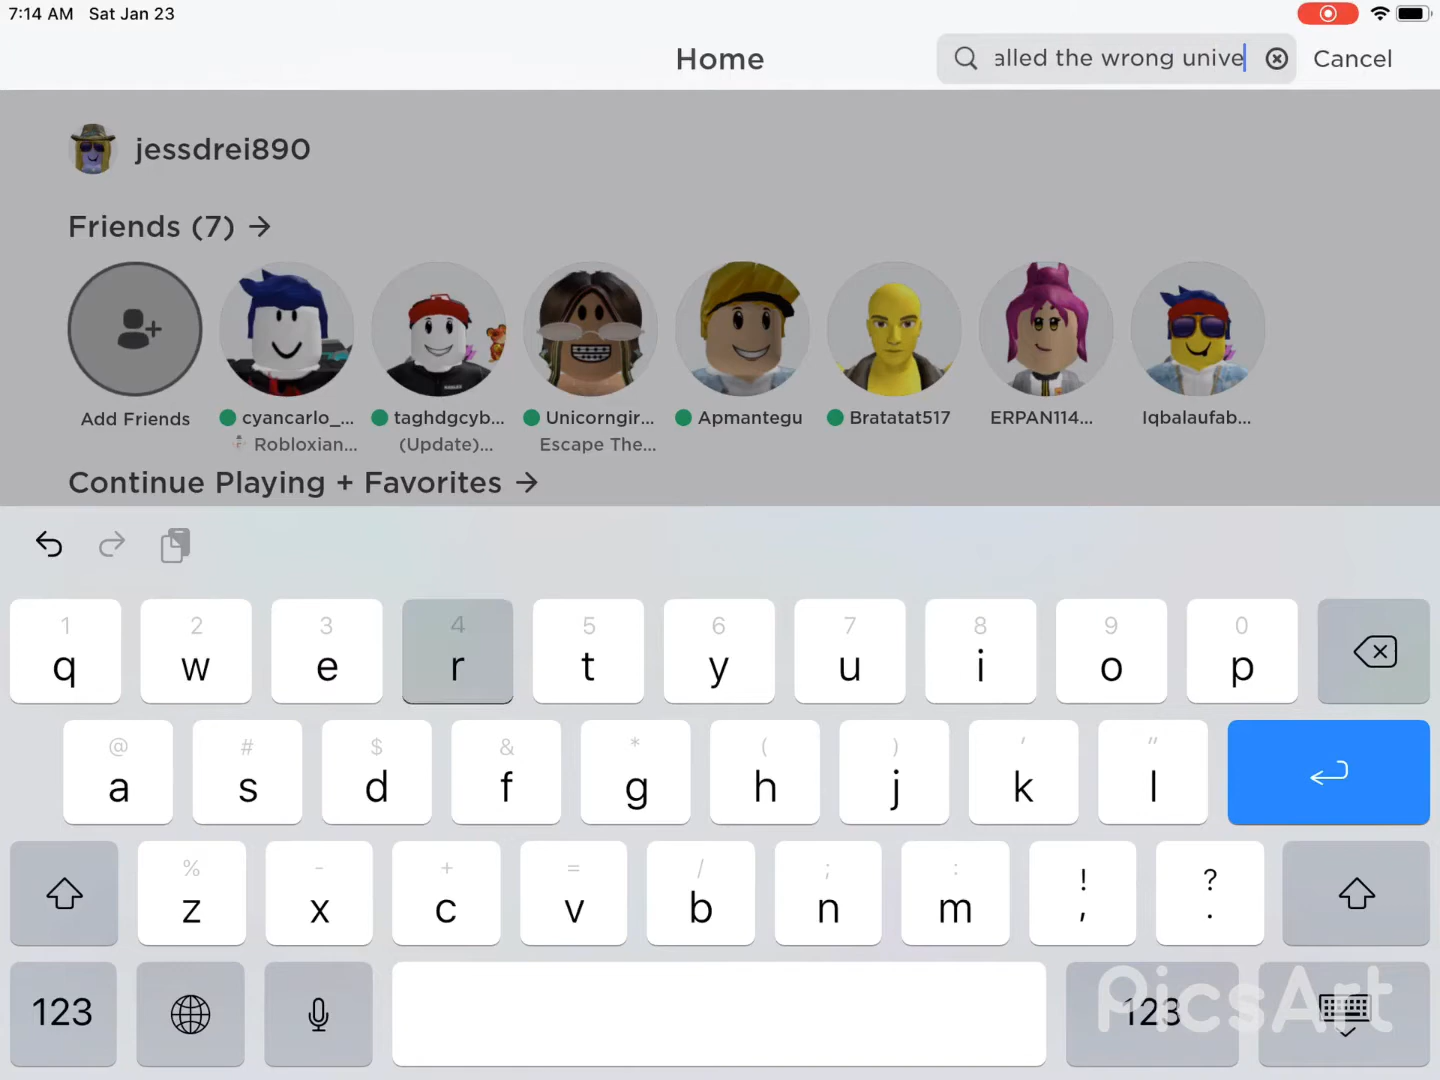 7:14 AM Sat Jan 23
Home
alled the wrong unive
Cancel
jessdrei890
Friends (7) →
Add Friends
cyancarlo_...
Robloxian...
taghdgcyb...
(Update)...
Unicorngir...
Escape The...
Apmantegu
Bratatat517
ERPAN114...
Iqbalaufab...
Continue Playing + Favorites →
1 2 3 4 5 6 7 8 9 0
q w e r t y u i o p
@ # $ & * ( ) ' "
a s d f g h j k l
% - + = / ; : ! ?
z x c v b n m , .
123
123
PicsArt